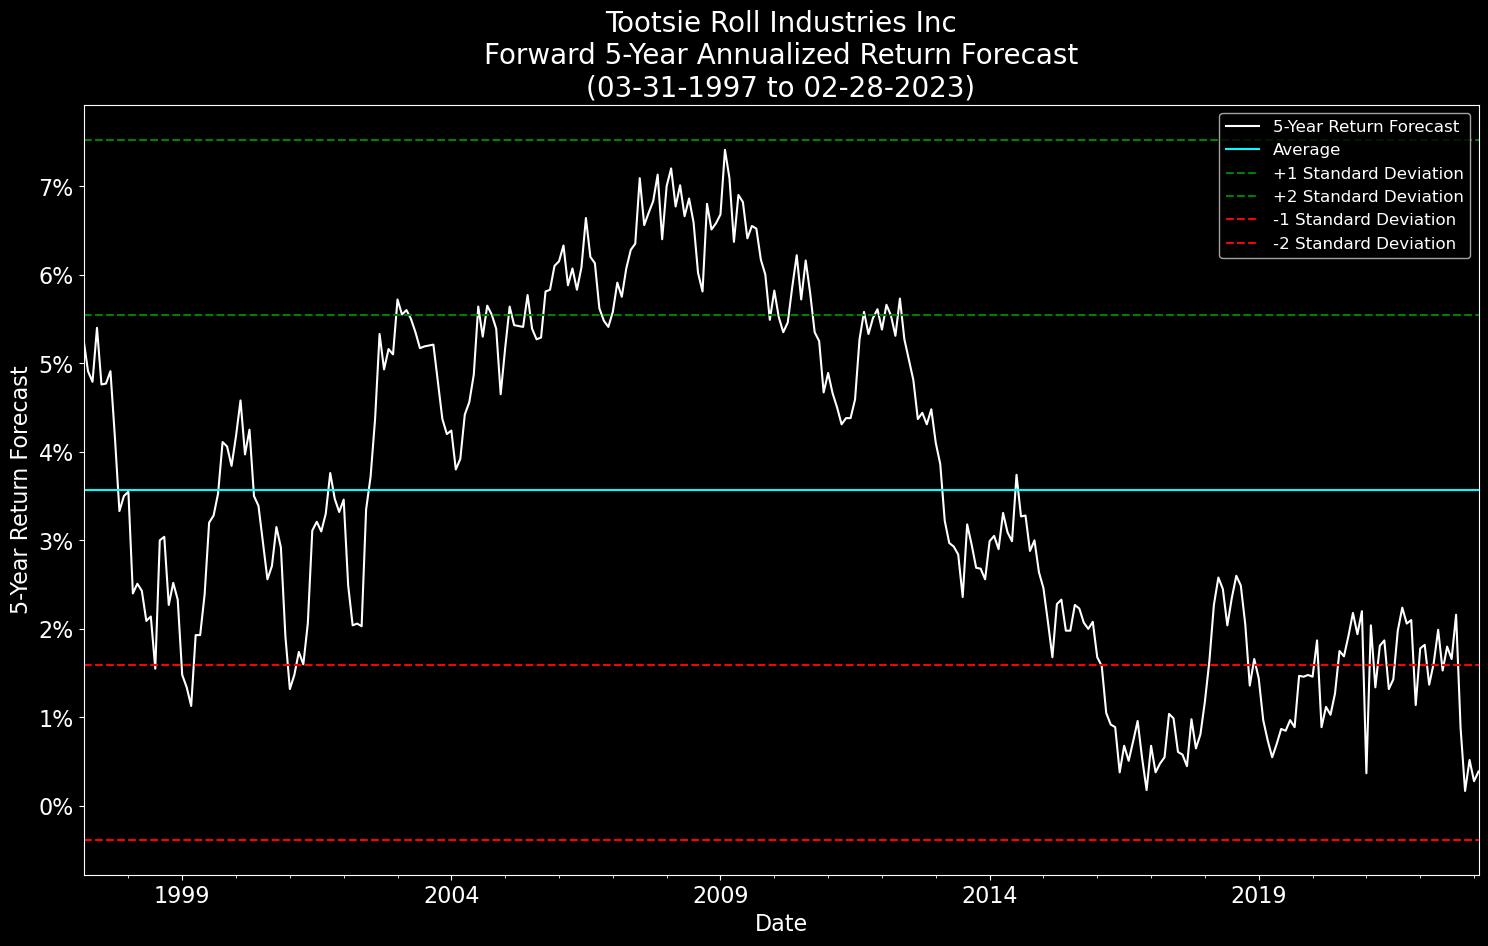 Tootsie Roll Industries Inc
Forward 5-Year Annualized Return Forecast
(03-31-1997 to 02-28-2023)
5-Year Return Forecast
Average
+1 Standard Deviation
+2 Standard Deviation
-1 Standard Deviation
-2 Standard Deviation
7%
6%
5%
4%
3%
2%
1%
0%
5-Year Return Forecast
1999 2004 2009 2014 2019
Date